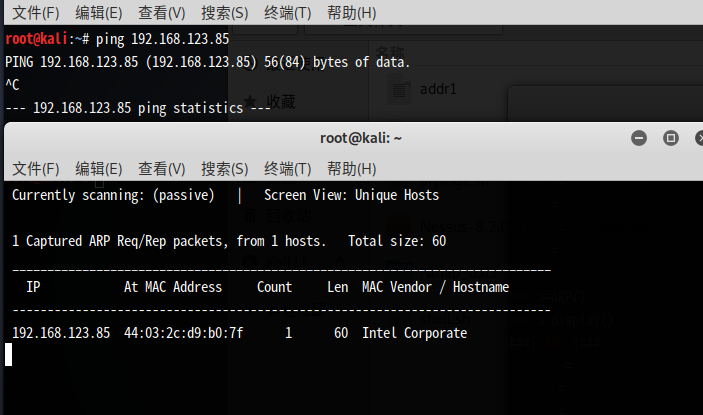 文件(F) 编辑(E) 查看(V) 搜索(S) 终端(T) 帮助(H)
root@kali:~# ping 192.168.123.85
PING 192.168.123.85 (192.168.123.85) 56(84) bytes of data.
^C
--- 192.168.123.85 ping statistics ---
名称
addr1
收藏
root@kali: ~
文件(F) 编辑(E) 查看(V) 搜索(S) 终端(T) 帮助(H)
Currently scanning: (passive) | Screen View: Unique Hosts
1 Captured ARP Req/Rep packets, from 1 hosts. Total size: 60
_____________________________________________________________________________
IP At MAC Address Count Len MAC Vendor / Hostname
-----------------------------------------------------------------------------
192.168.123.85 44:03:2c:d9:b0:7f 1 60 Intel Corporate